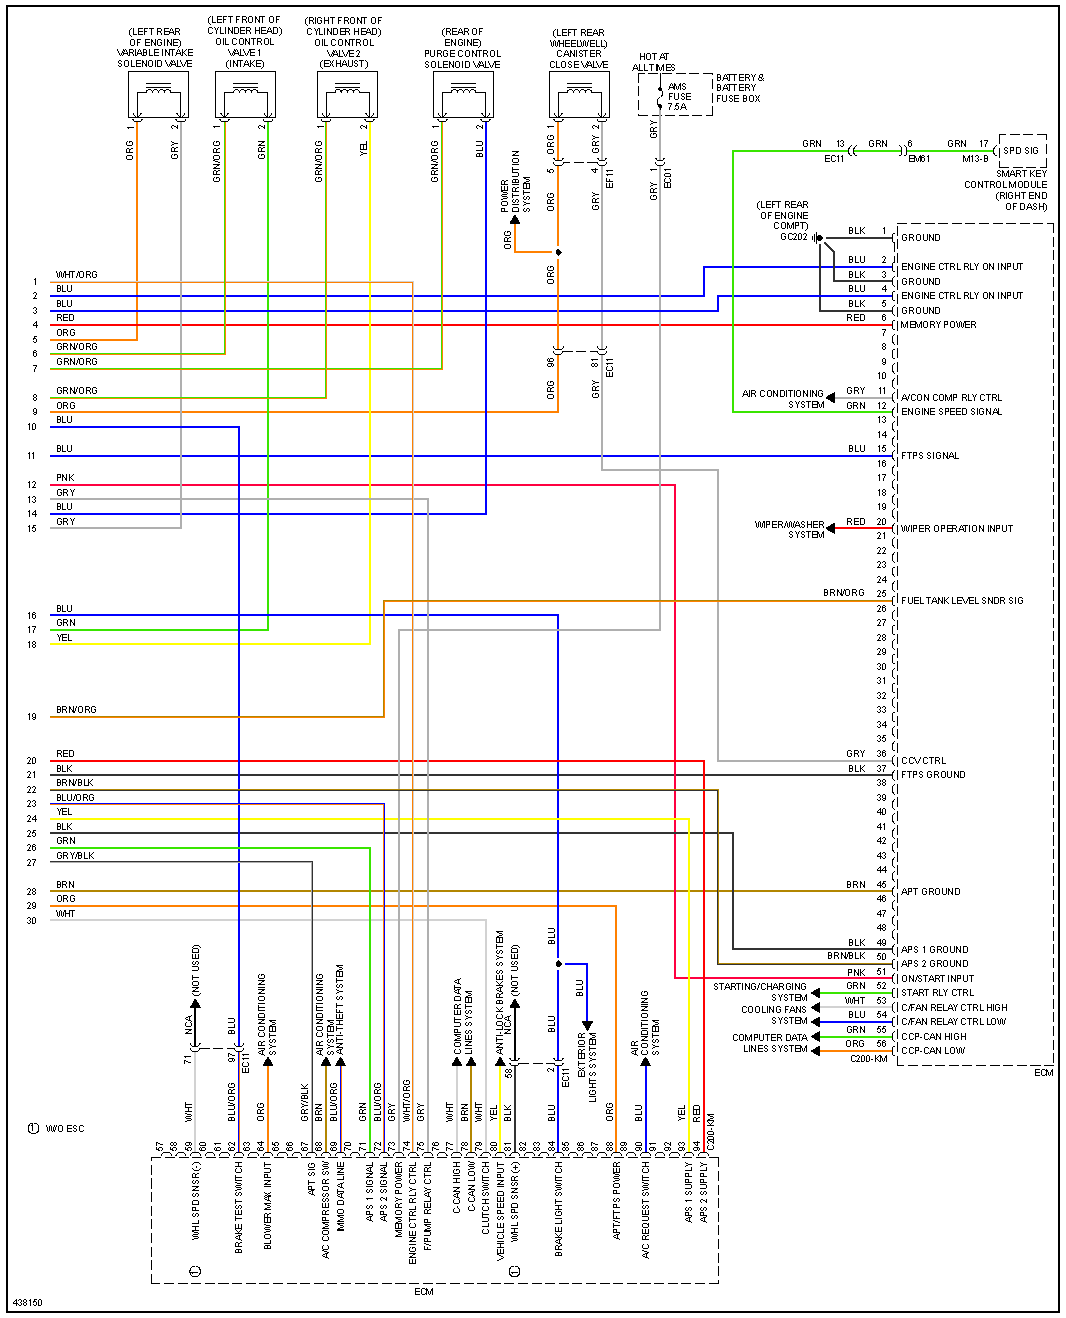 (LEFT REAR
OF ENGINE)
VARIABLE INTAKE
SOLENOID VALVE
(LEFT FRONT OF
CYLINDER HEAD)
OIL CONTROL
VALVE 1
(INTAKE)
(RIGHT FRONT OF
CYLINDER HEAD)
OIL CONTROL
VALVE 2
(EXHAUST)
(REAR OF
ENGINE)
PURGE CONTROL
SOLENOID VALVE
(LEFT REAR
WHEELWELL)
CANISTER
CLOSE VALVE
HOT AT
ALL TIMES
AMS
FUSE
7.5A
BATTERY &
BATTERY
FUSE BOX
1 2 1 2 1 2 1 2 1 2
ORG GRY GRN/ORG GRN GRN/ORG YEL GRN/ORG BLU ORG GRY GRY
5 4 EF11 1 EC01
ORG GRY GRY
POWER
DISTRIBUTION
SYSTEM
ORG ORG
96 81 EC11
ORG GRY
GRN 13 GRN 6 GRN 17 SPD SIG
EC11 EM61 M13-B
SMART KEY
CONTROL MODULE
(RIGHT END
OF DASH)
(LEFT REAR
OF ENGINE
COMPT)
GC202
1 WHT/ORG
2 BLU
3 BLU
4 RED
5 ORG
6 GRN/ORG
7 GRN/ORG
8 GRN/ORG
9 ORG
10 BLU
11 BLU
12 PNK
13 GRY
14 BLU
15 GRY
16 BLU
17 GRN
18 YEL
19 BRN/ORG
20 RED
21 BLK
22 BRN/BLK
23 BLU/ORG
24 YEL
25 BLK
26 GRN
27 GRY/BLK
28 BRN
29 ORG
30 WHT
BLK 1 GROUND
BLU 2 ENGINE CTRL RLY ON INPUT
BLK 3 GROUND
BLU 4 ENGINE CTRL RLY ON INPUT
BLK 5 GROUND
RED 6 MEMORY POWER
7
8
9
10
AIR CONDITIONING
SYSTEM
GRY 11 A/CON COMP RLY CTRL
GRN 12 ENGINE SPEED SIGNAL
13
14
BLU 15 FTPS SIGNAL
16
17
18
19
WIPER/WASHER
SYSTEM
RED 20 WIPER OPERATION INPUT
21
22
23
24
BRN/ORG 25 FUEL TANK LEVEL SNDR SIG
26
27
28
29
30
31
32
33
34
35
GRY 36 CCV CTRL
BLK 37 FTPS GROUND
38
39
40
41
42
43
44
BRN 45 APT GROUND
46
47
48
BLK 49 APS 1 GROUND
BRN/BLK 50 APS 2 GROUND
PNK 51 ON/START INPUT
STARTING/CHARGING
SYSTEM
GRN 52 START RLY CTRL
COOLING FANS
SYSTEM
WHT 53 C/FAN RELAY CTRL HIGH
BLU 54 C/FAN RELAY CTRL LOW
COMPUTER DATA
LINES SYSTEM
GRN 55 CCP-CAN HIGH
ORG 56 CCP-CAN LOW
C200-KM
ECM
(NOT USED)
NCA BLU
71 97 EC11
WHT BLU/ORG
AIR CONDITIONING
SYSTEM
ORG
GRY/BLK
AIR CONDITIONING
SYSTEM
BRN
ANTI-THEFT SYSTEM
BLU/ORG
GRN BLU/ORG GRY WHT/ORG GRY
COMPUTER DATA
LINES SYSTEM
WHT BRN WHT
ANTI-LOCK BRAKES SYSTEM
YEL
(NOT USED)
NCA
BLK
BLU
BLU
BLU
58 2 EC11
BLU
EXTERIOR
LIGHTS SYSTEM
ORG
AIR
CONDITIONING
SYSTEM
BLU
YEL RED
C200-KM
57 58 59 60 61 62 63 64 65 66 67 68 69 70 71 72 73 74 75 76 77 78 79 80 81 82 83 84 85 86 87 88 89 90 91 92 93 94
WHL SPD SNSR(-)
BRAKE TEST SWITCH
BLOWER MAX INPUT
APT SIG
A/C COMPRESSOR SW
IMMO DATA LINE
APS 1 SIGNAL
APS 2 SIGNAL
MEMORY POWER
ENGINE CTRL RLY CTRL
F/PUMP RELAY CTRL
C-CAN HIGH
C-CAN LOW
CLUTCH SWITCH
VEHICLE SPEED INPUT
WHL SPD SNSR (+)
BRAKE LIGHT SWITCH
APT/FTPS POWER
A/C REQUEST SWITCH
APS 1 SUPPLY
APS 2 SUPPLY
1 1
ECM
1 W/O ESC
438150